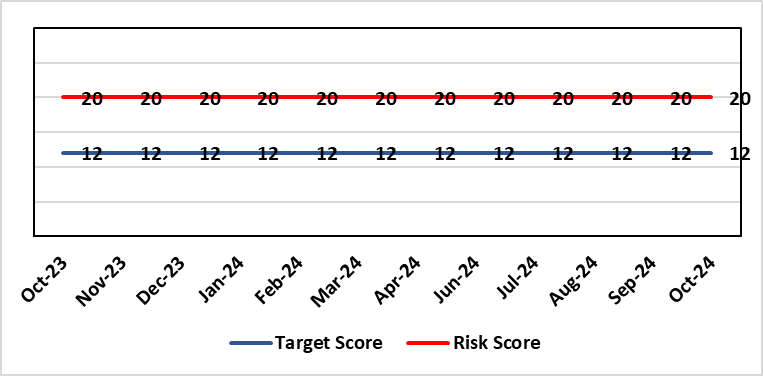 20 20 20 20 20 20 20 20 20 20 20 20
12 12 12 12 12 12 12 12 12 12 12 12
Oct-23 Nov-23 Dec-23 Jan-24 Feb-24 Mar-24 Apr-24 Jun-24 Jul-24 Aug-24 Sep-24 Oct-24
Target Score Risk Score